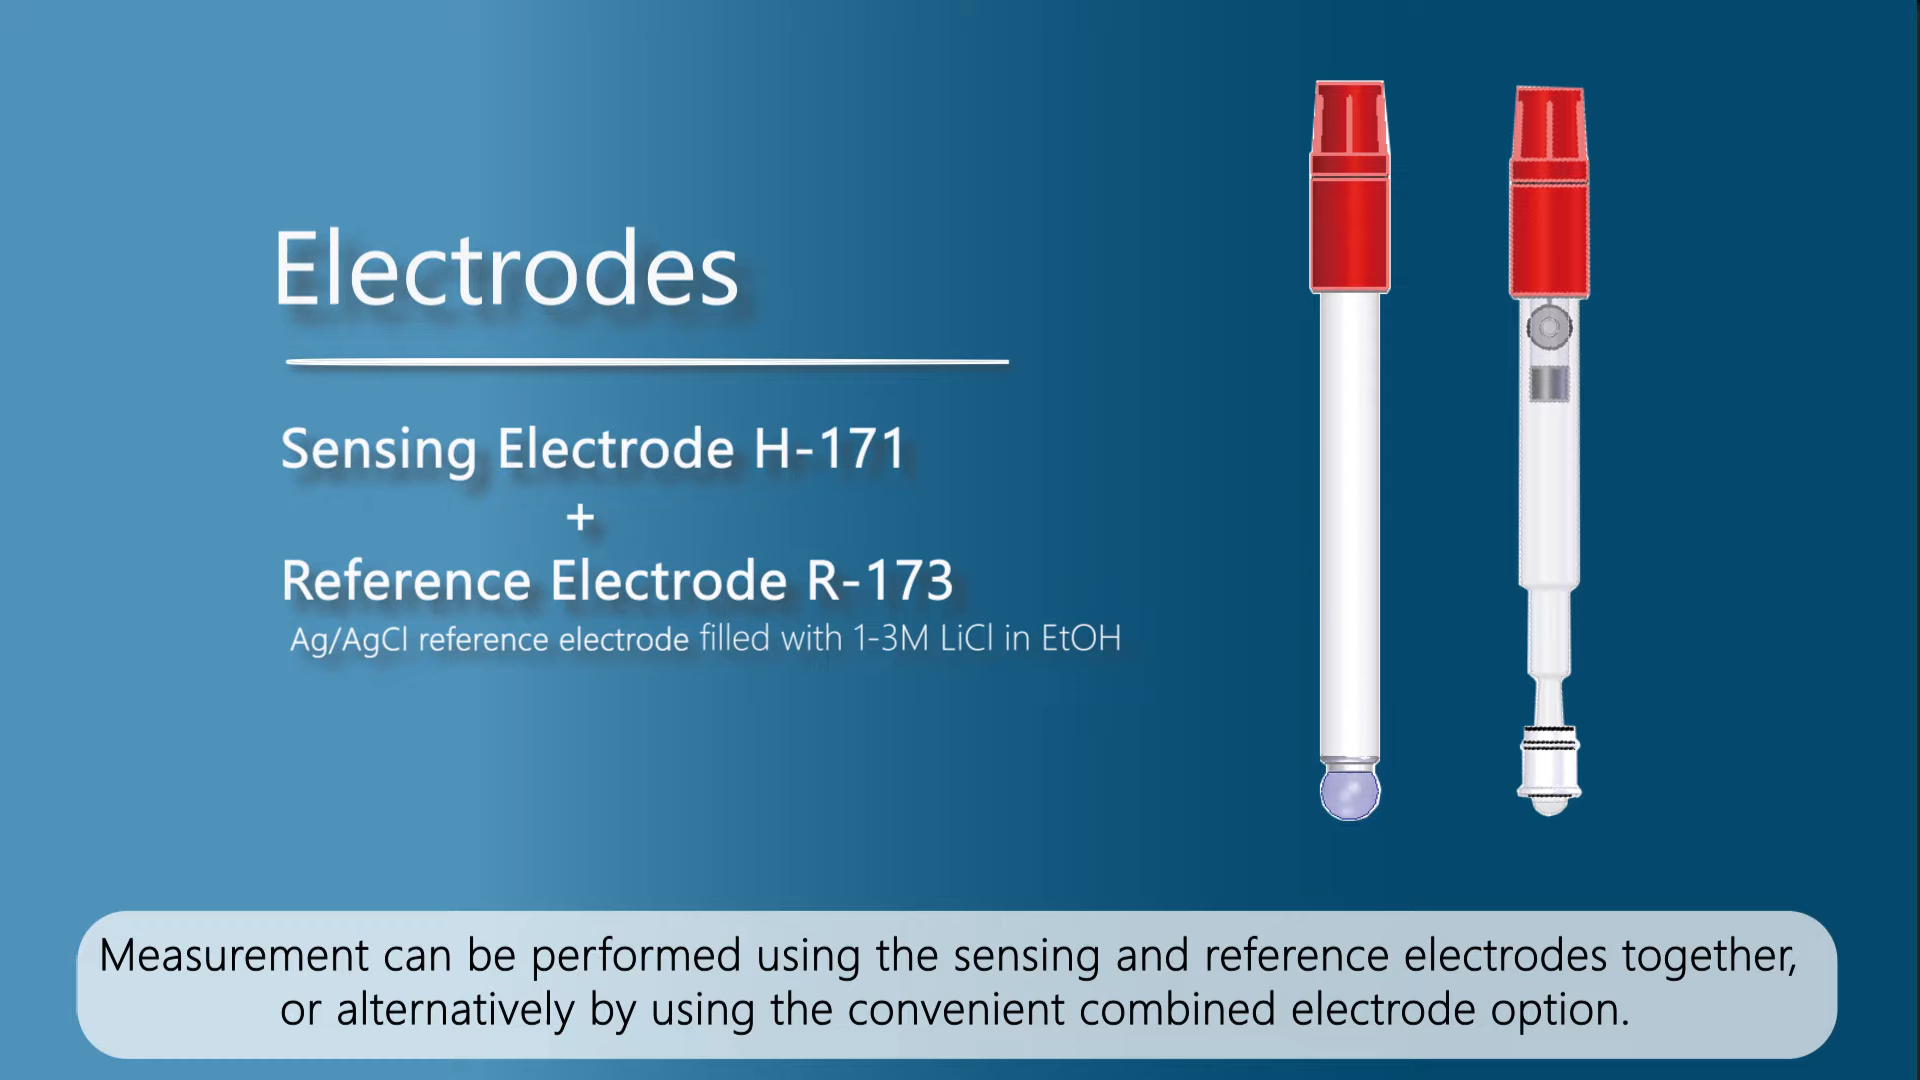 Electrodes
Sensing Electrode H-171
+
Reference Electrode R-173
Ag/AgCl reference electrode filled with 1-3M LiCl in EtOH
Measurement can be performed using the sensing and reference electrodes together,
or alternatively by using the convenient combined electrode option.